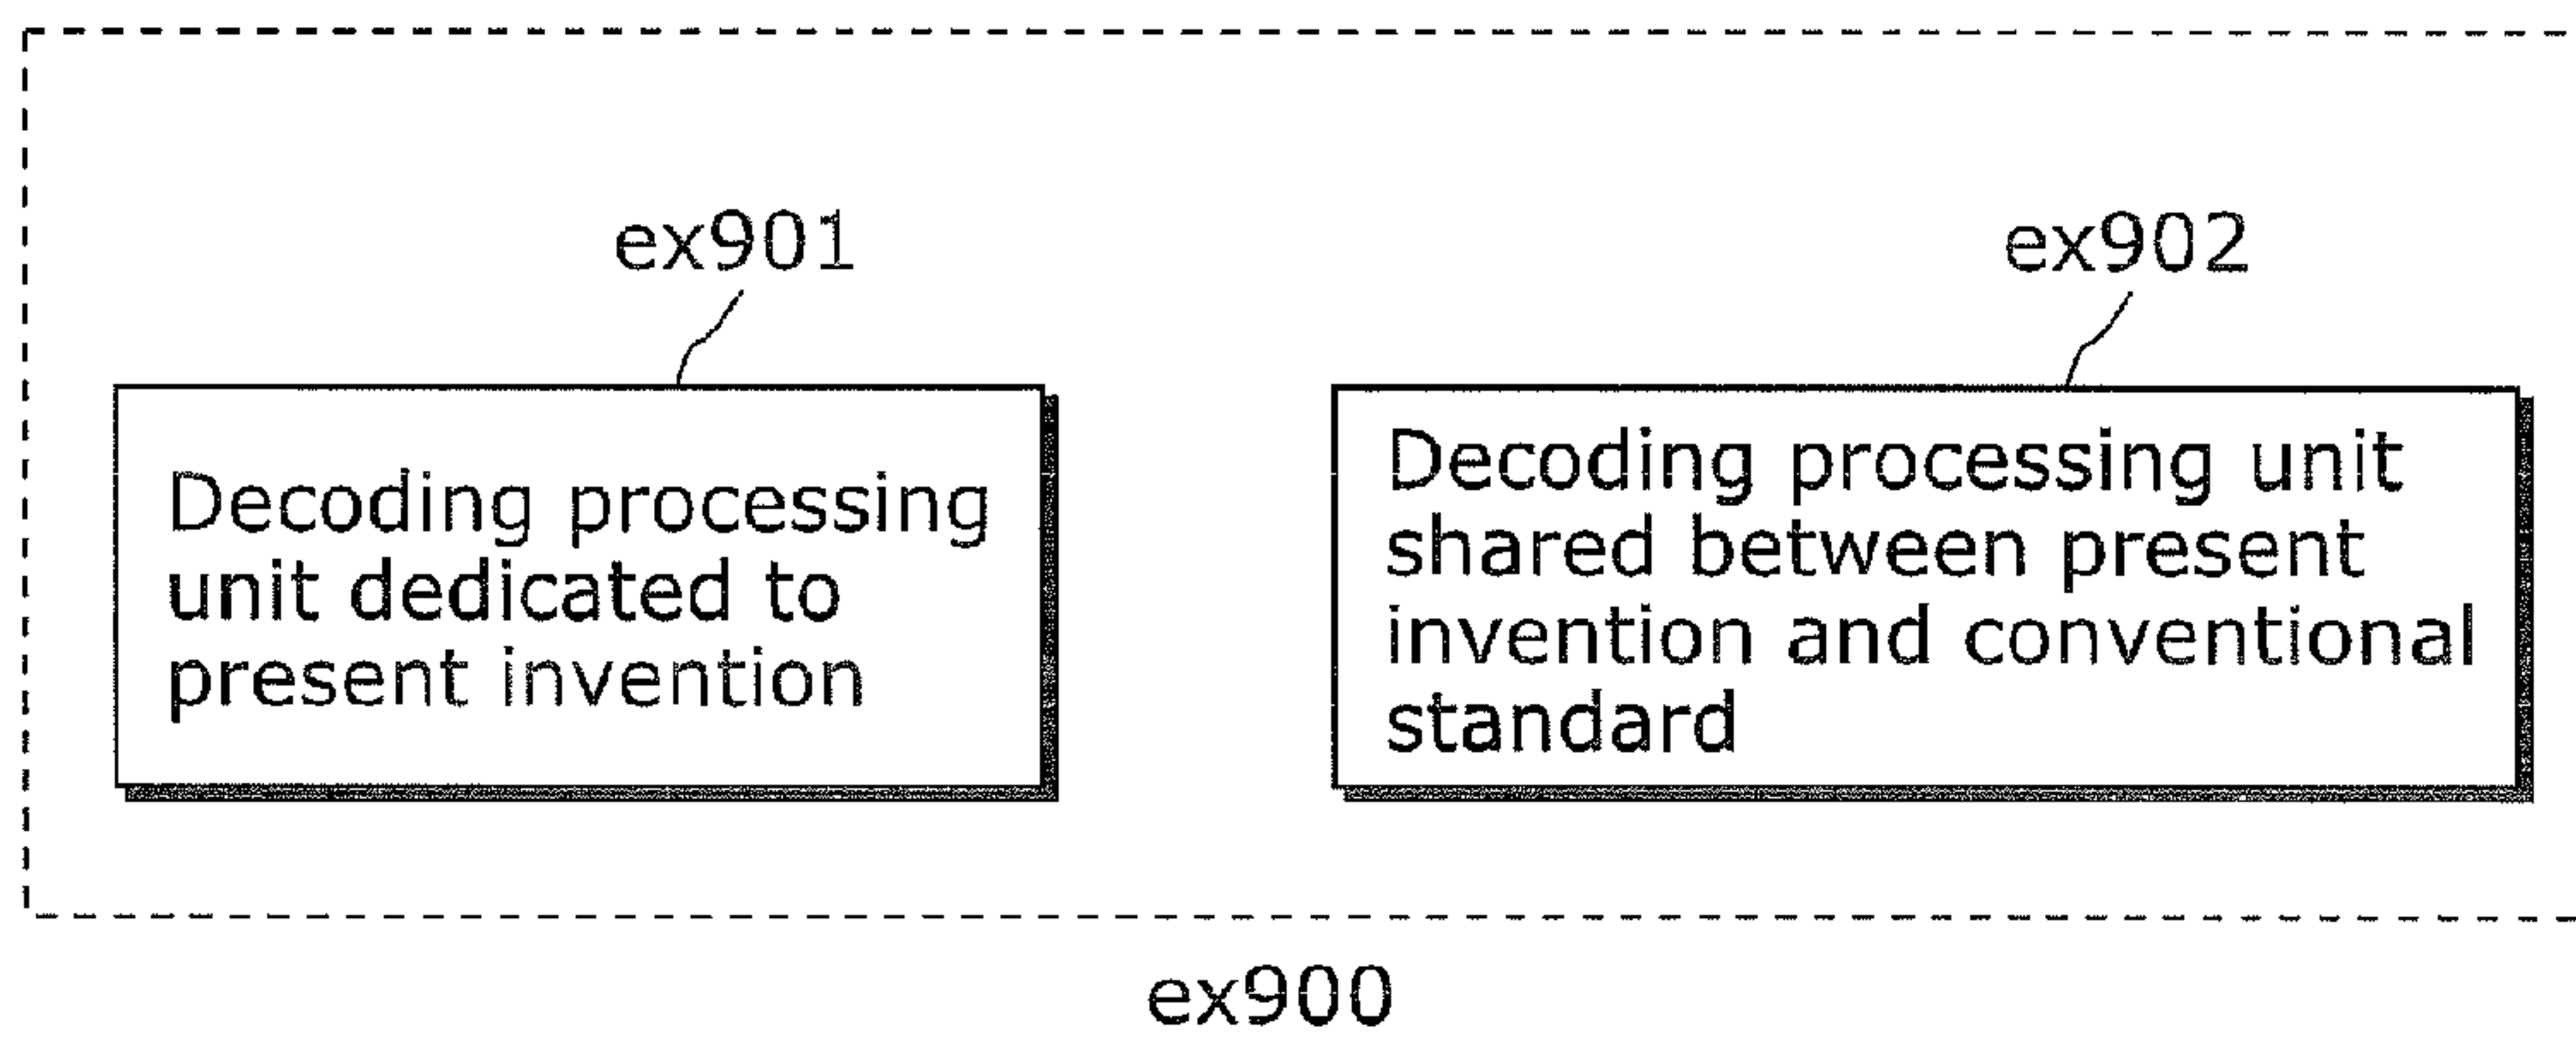 ex901
Decoding processing
unit dedicated to
present invention
ex902
Decoding processing unit
shared between present
invention and conventional
standard
ex900